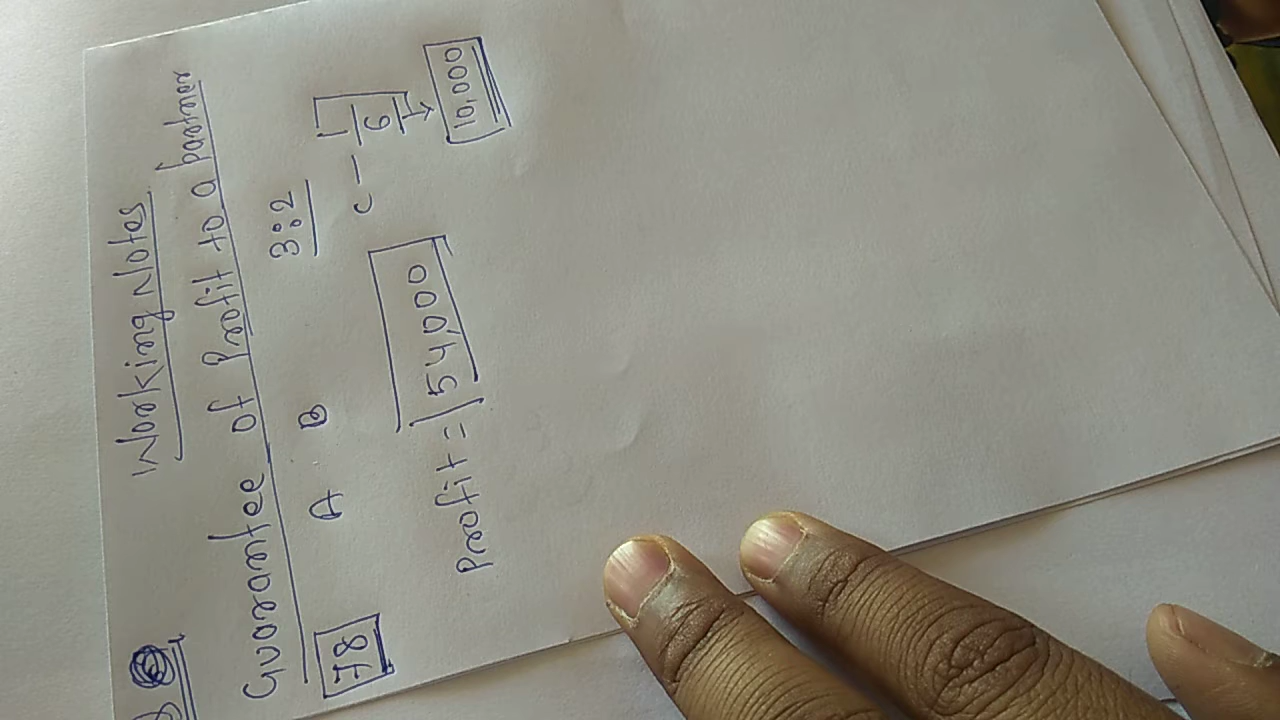 Working Notes
Guarantee of Profit to a partner
78 A B 3:2
C - 1/6
Profit = 54,000
10,000